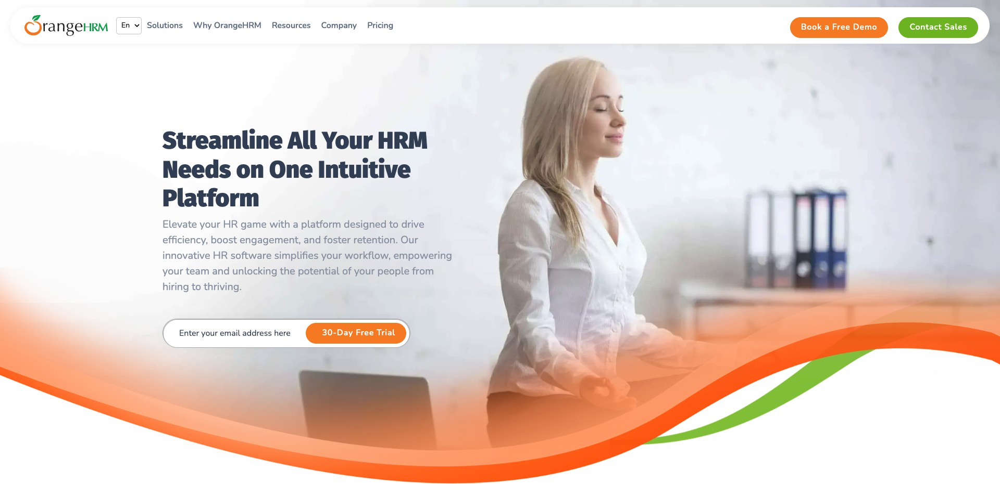 OrangeHRM
En
Solutions
Why OrangeHRM
Resources
Company
Pricing
Book a Free Demo
Contact Sales
Streamline All Your HRM
Needs on One Intuitive
Platform
Elevate your HR game with a platform designed to drive
efficiency, boost engagement, and foster retention. Our
innovative HR software simplifies your workflow, empowering
your team and unlocking the potential of your people from
hiring to thriving.
Enter your email address here
30-Day Free Trial